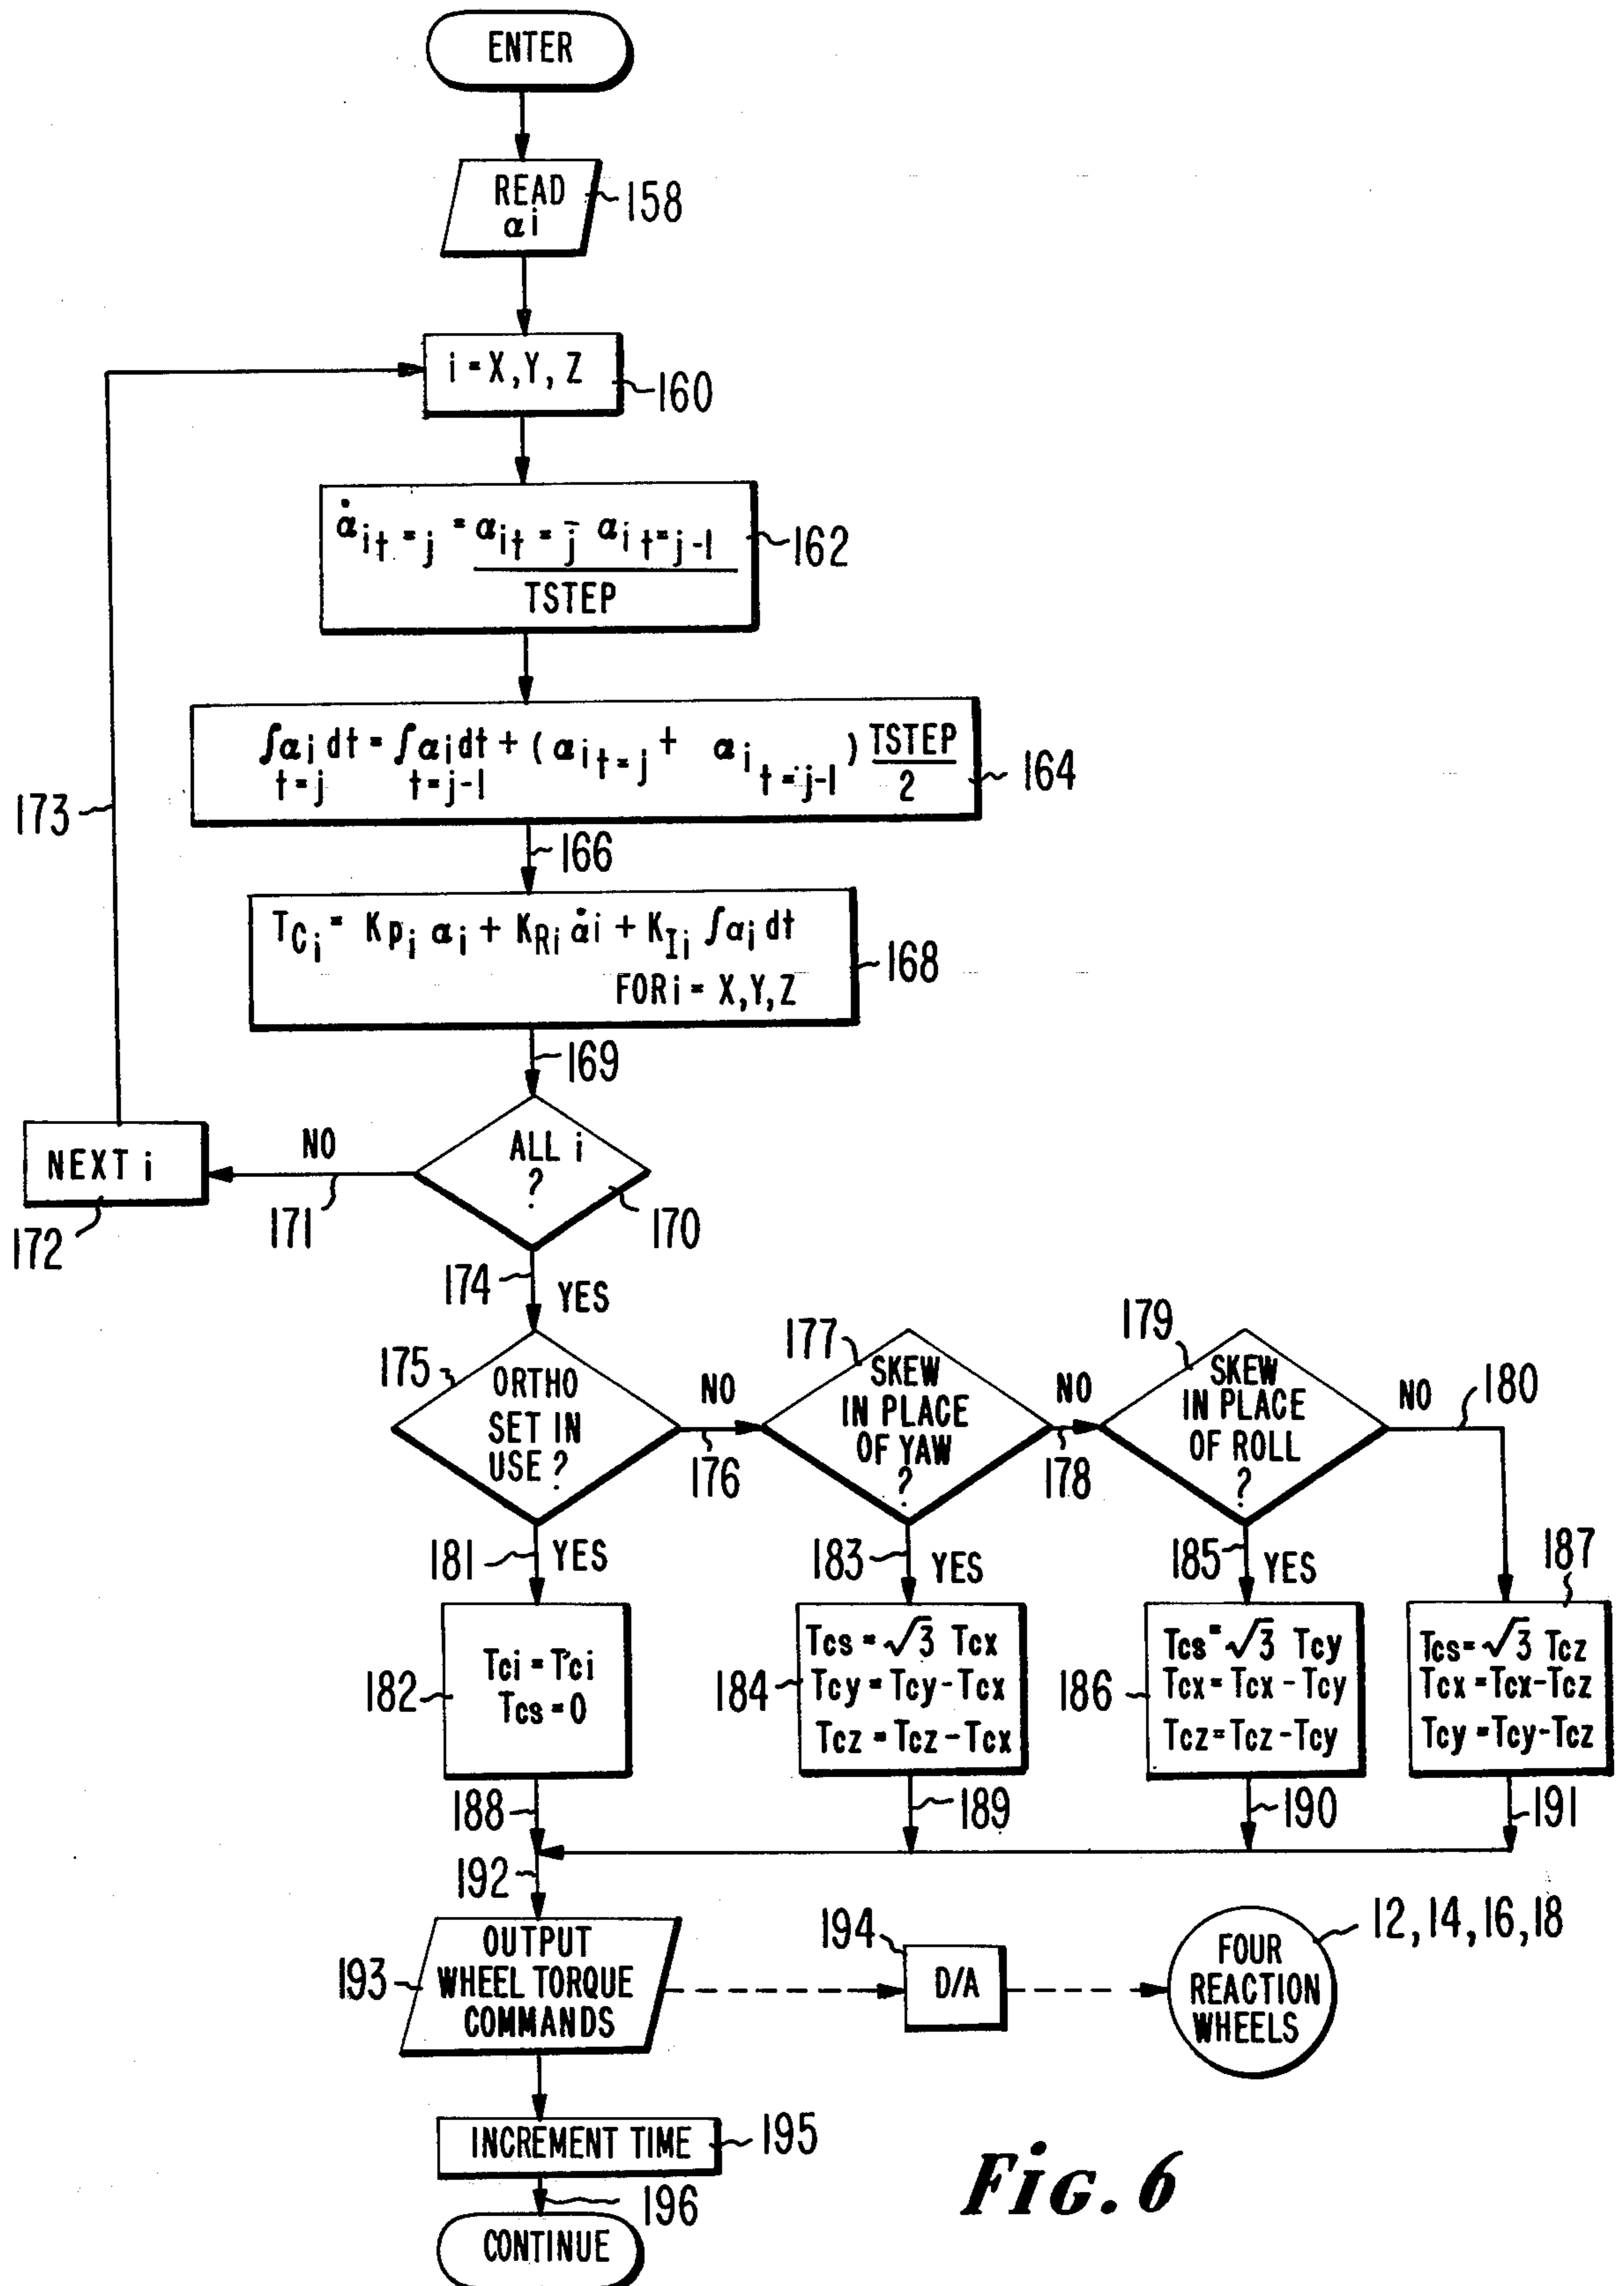 ENTER
READ
αi
158
i = X, Y, Z
160
α̇it=j = αit=j - αit=j-1
TSTEP
162
∫αi dt = ∫αi dt + (αit=j + αit=j-1) TSTEP
t=j t=j-1 2
164
173
166
TCi = KPi αi + KRi α̇i + KIi ∫αi dt
FOR i = X, Y, Z
168
169
ALL i
?
NO
NEXT i
172
171
170
174
YES
175
ORTHO
SET IN
USE ?
NO
176
177
SKEW
IN PLACE
OF YAW
?
NO
178
179
SKEW
IN PLACE
OF ROLL
?
NO
180
181
YES
183
YES
185
YES
187
182
Tci = Tci
Tcs = 0
184
Tcs = √3 Tcx
Tcy = Tcy - Tcx
Tcz = Tcz - Tcx
186
Tcs = √3 Tcy
Tcx = Tcx - Tcy
Tcz = Tcz - Tcy
Tcs = √3 Tcz
Tcx = Tcx - Tcz
Tcy = Tcy - Tcz
188
189
190
191
192
193
OUTPUT
WHEEL TORQUE
COMMANDS
194
D/A
FOUR
REACTION
WHEELS
12, 14, 16, 18
INCREMENT TIME
195
196
CONTINUE
FIG. 6